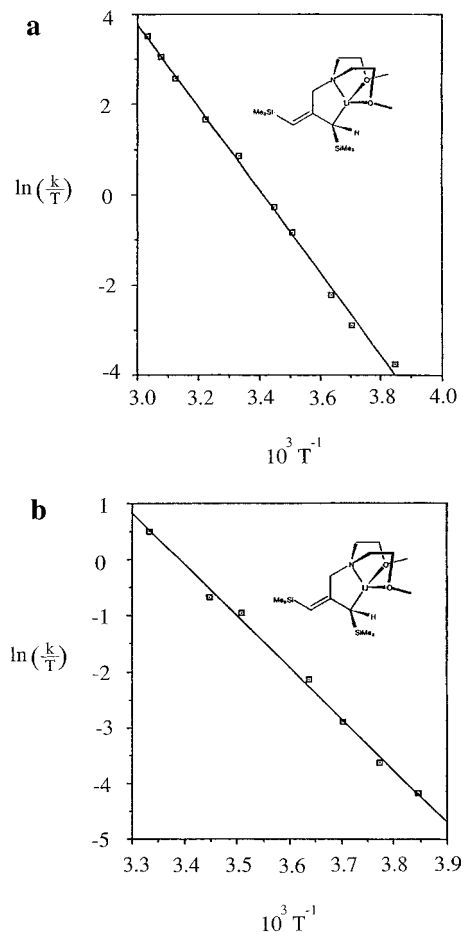 a
4
2
0
-2
-4
ln (k/T)
3.0 3.2 3.4 3.6 3.8 4.0
10³ T⁻¹
Me₃Si
N
O
Li
O
H
SiMe₃
b
1
0
-1
-2
-3
-4
-5
ln (k/T)
3.3 3.4 3.5 3.6 3.7 3.8 3.9
10³ T⁻¹
Me₃Si
N
O
Li
O
H
SiMe₃